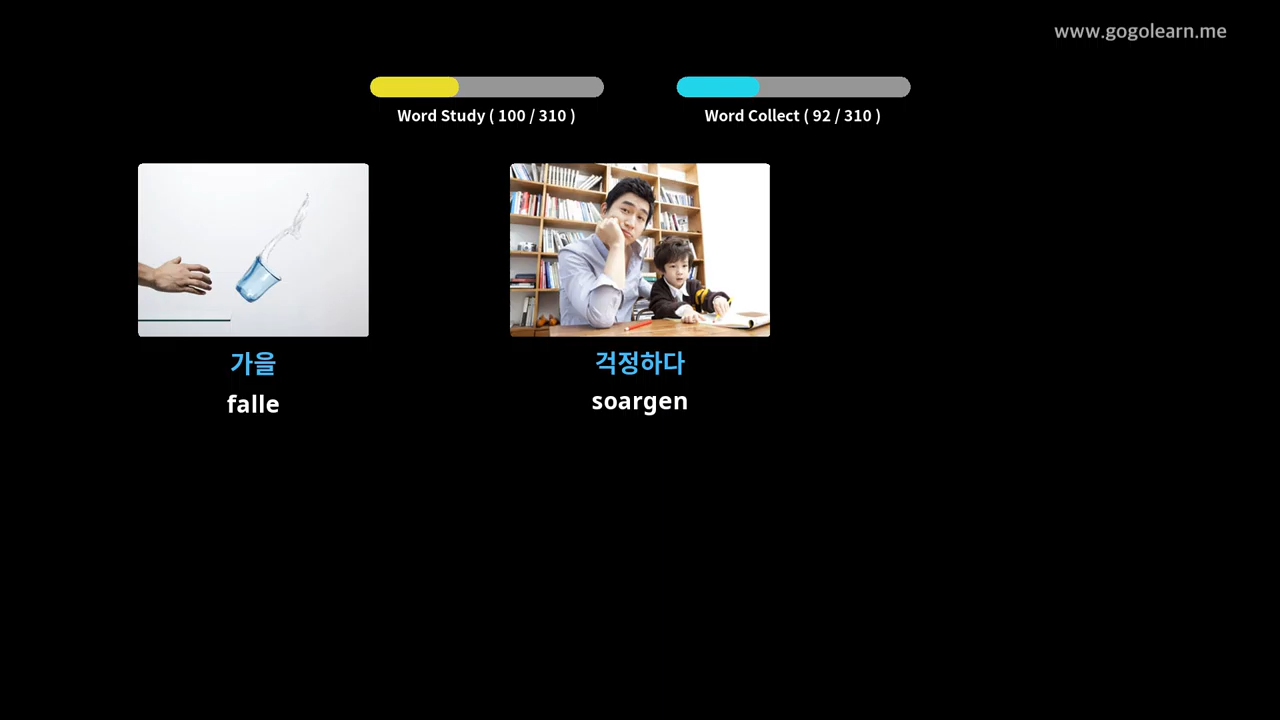 www.gogolearn.me
Word Study ( 100 / 310 )
Word Collect ( 92 / 310 )
가을
falle
걱정하다
soargen